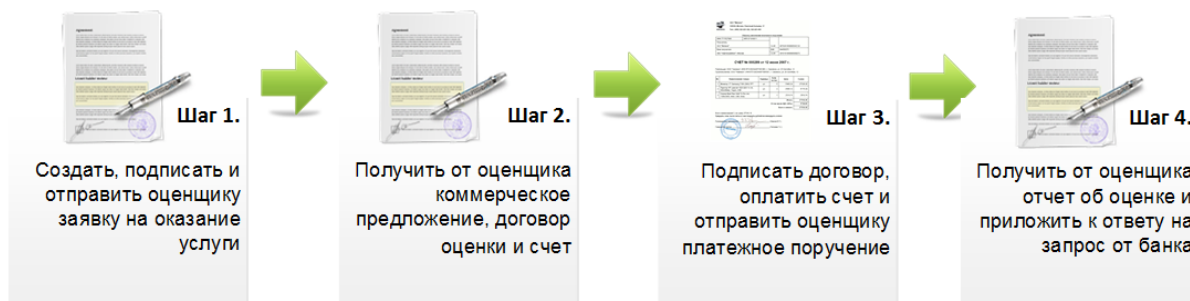 Шаг 1.
Создать, подписать и
отправить оценщику
заявку на оказание
услуги
Шаг 2.
Получить от оценщика
коммерческое
предложение, договор
оценки и счет
Шаг 3.
Подписать договор,
оплатить счет и
отправить оценщику
платежное поручение
Шаг 4.
Получить от оценщика
отчет об оценке и
приложить к ответу на
запрос от банка